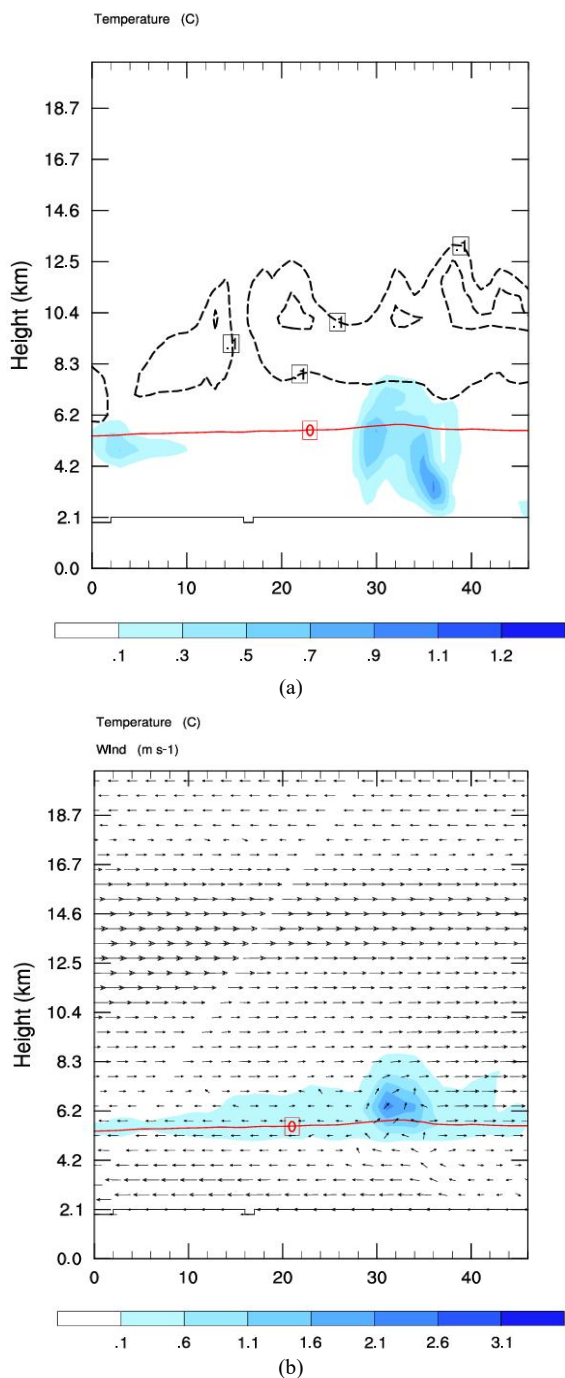 Temperature (C)
Height (km)
18.7
16.7
14.6
12.5
10.4
8.3
6.2
4.2
2.1
0.0
.1
.1
.1
.1
0
0 10 20 30 40
.1 .3 .5 .7 .9 1.1 1.2
(a)
Temperature (C)
Wind (m s-1)
Height (km)
18.7
16.7
14.6
12.5
10.4
8.3
6.2
4.2
2.1
0.0
0
0 10 20 30 40
.1 .6 1.1 1.6 2.1 2.6 3.1
(b)